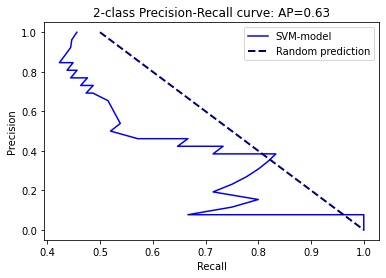 2-class Precision-Recall curve: AP=0.63
SVM-model
Random prediction
Precision
1.0
0.8
0.6
0.4
0.2
0.0
0.4 0.5 0.6 0.7 0.8 0.9 1.0
Recall